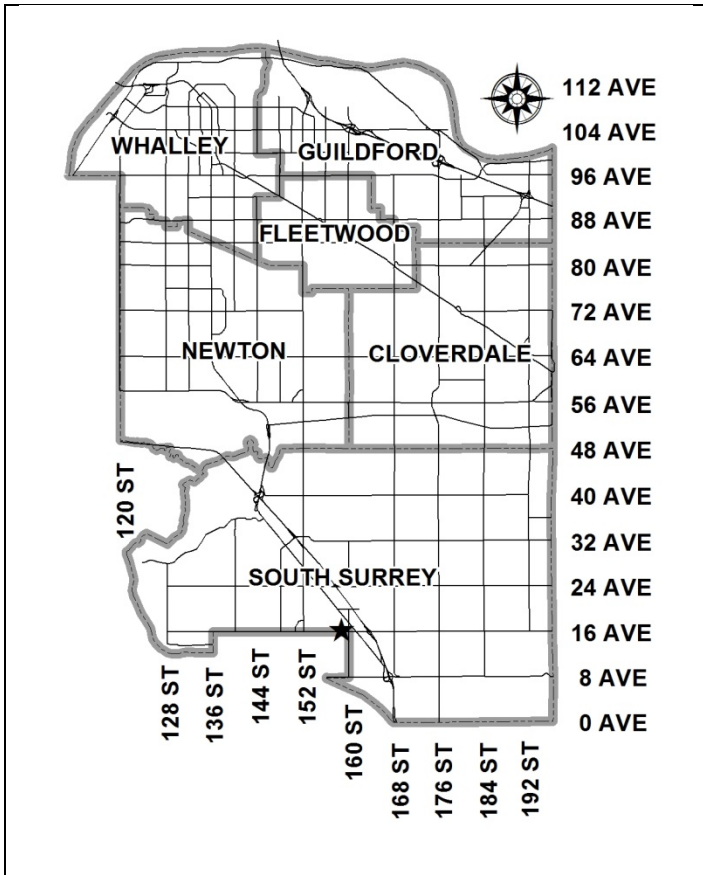 112 AVE
104 AVE
WHALLEY
GUILDFORD
96 AVE
88 AVE
FLEETWOOD
80 AVE
72 AVE
NEWTON
CLOVERDALE
64 AVE
56 AVE
48 AVE
120 ST
40 AVE
32 AVE
SOUTH SURREY
24 AVE
16 AVE
8 AVE
0 AVE
128 ST
136 ST
144 ST
152 ST
160 ST
168 ST
176 ST
184 ST
192 ST